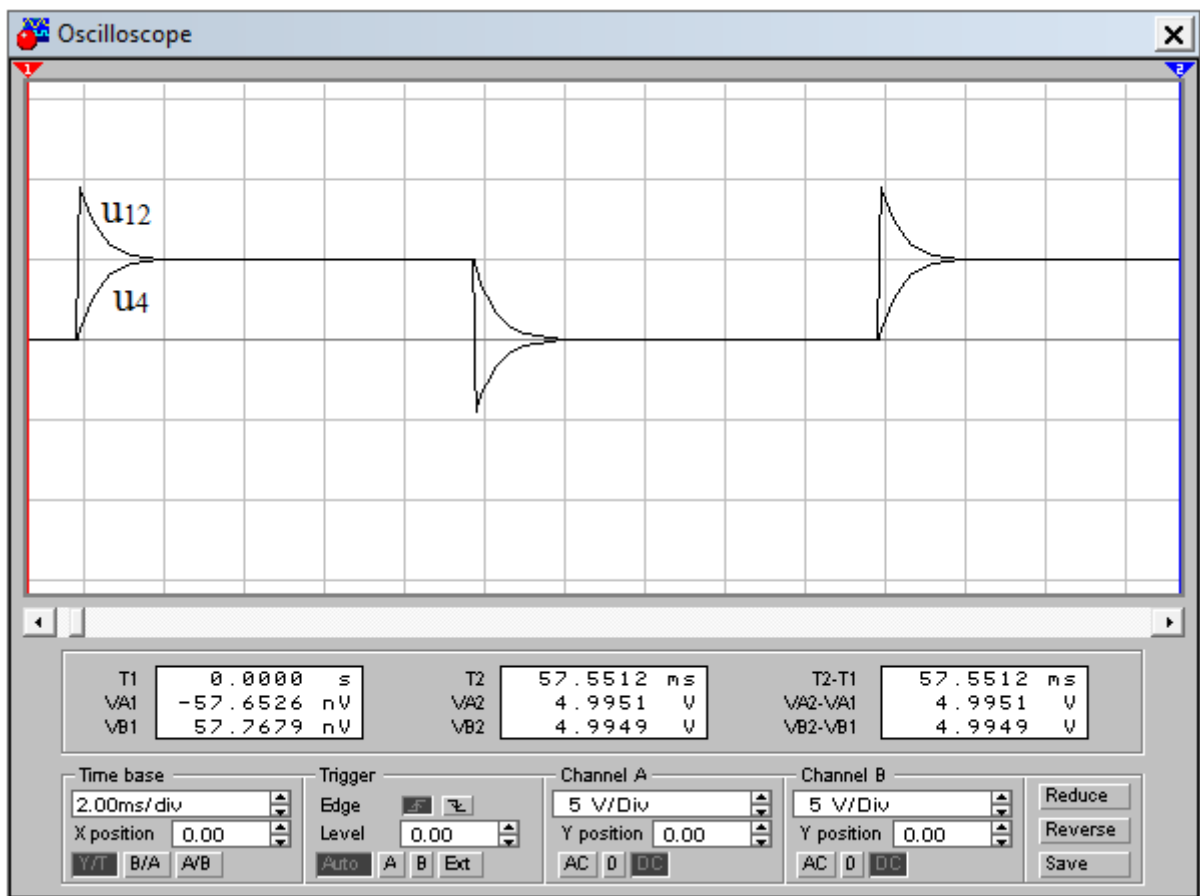 Oscilloscope
1 2
u12
u4
T1 0.0000 s T2 57.5512 ms T2-T1 57.5512 ms
VA1 -57.6526 nV VA2 4.9951 V VA2-VA1 4.9951 V
VB1 57.7679 nV VB2 4.9949 V VB2-VB1 4.9949 V
Time base Trigger Channel A Channel B
2.00ms/div Edge 5 V/Div 5 V/Div Reduce
X position 0.00 Level 0.00 Y position 0.00 Y position 0.00 Reverse
Y/T B/A A/B Auto A B Ext AC 0 DC AC 0 DC Save